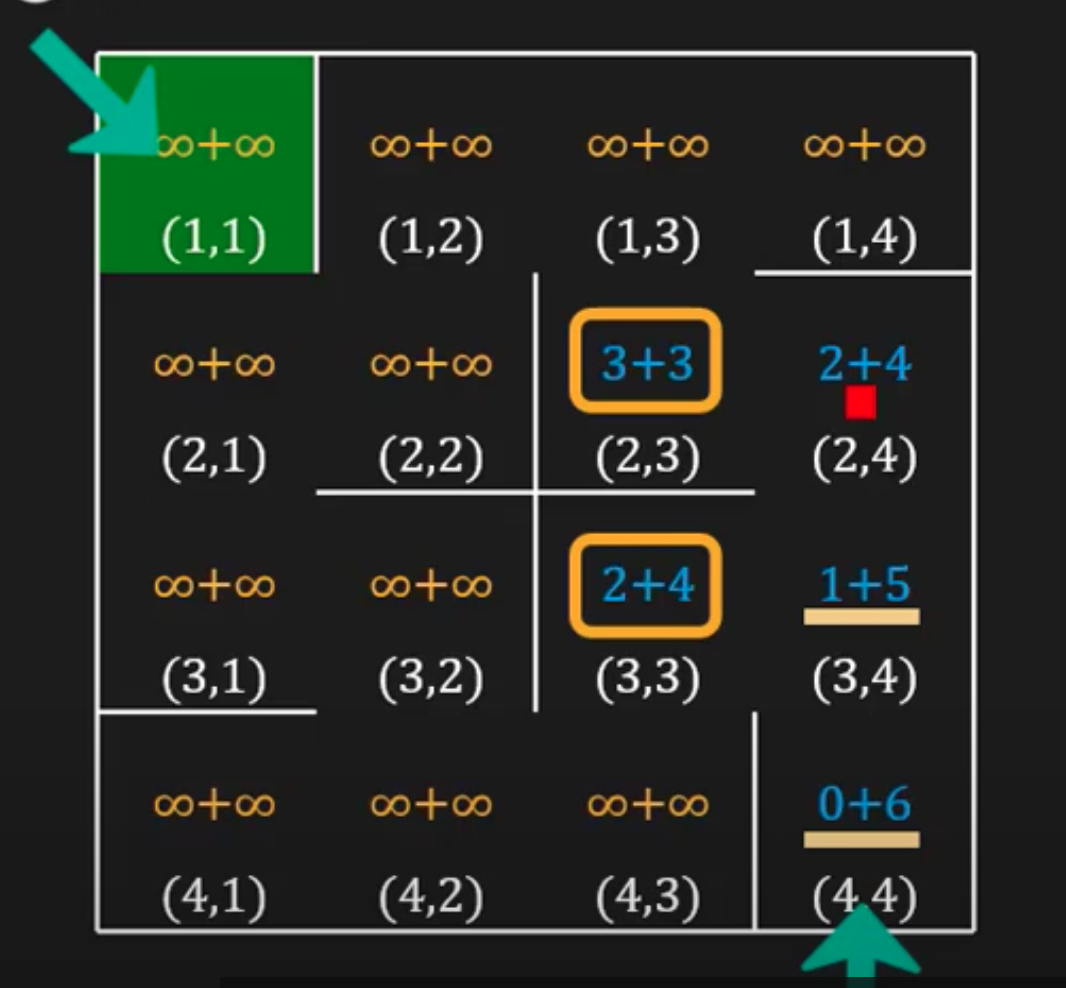 ∞+∞ ∞+∞ ∞+∞ ∞+∞
(1,1) (1,2) (1,3) (1,4)
∞+∞ ∞+∞ 3+3 2+4
(2,1) (2,2) (2,3) (2,4)
∞+∞ ∞+∞ 2+4 1+5
(3,1) (3,2) (3,3) (3,4)
∞+∞ ∞+∞ ∞+∞ 0+6
(4,1) (4,2) (4,3) (4,4)